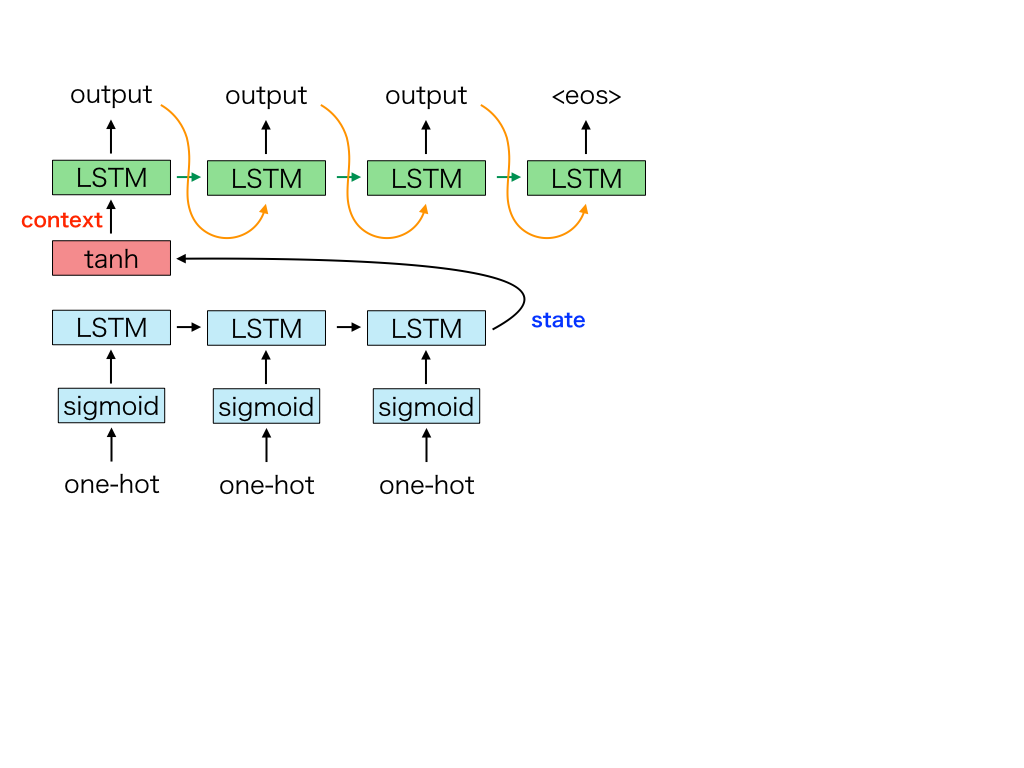 output output output <eos>
LSTM LSTM LSTM LSTM
context
tanh
state
LSTM LSTM LSTM
sigmoid sigmoid sigmoid
one-hot one-hot one-hot